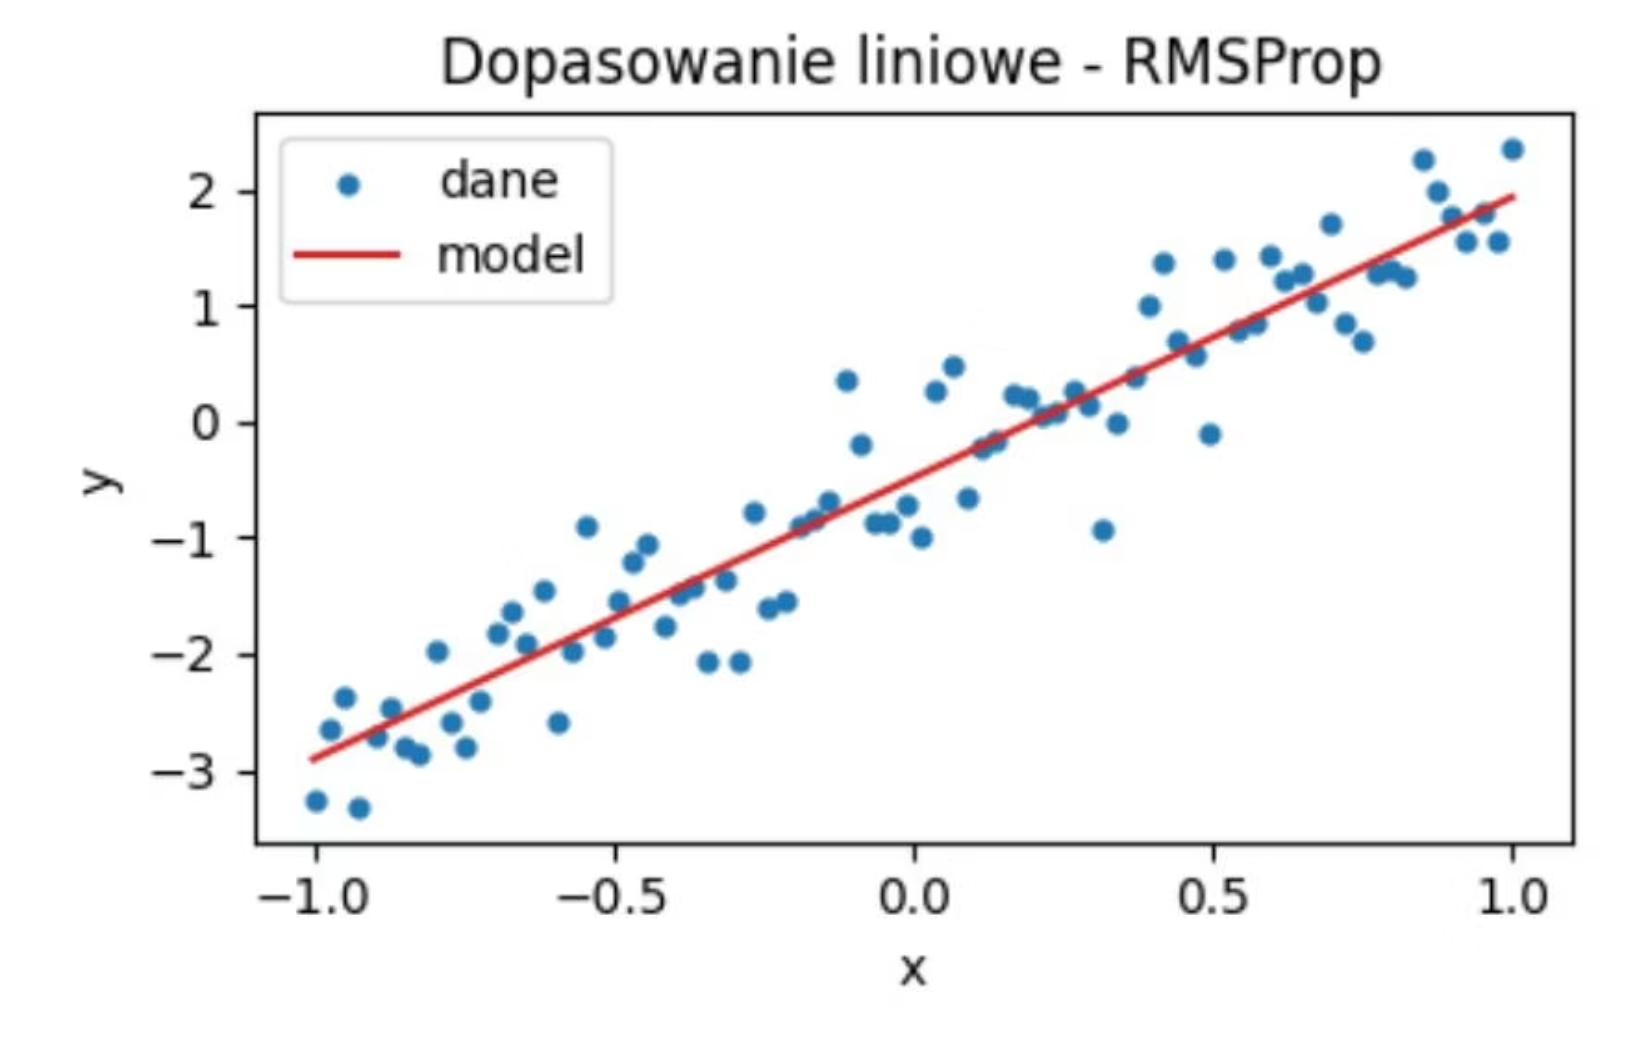 Dopasowanie liniowe - RMSProp
dane
model
2
1
0
−1
−2
−3
y
−1.0 −0.5 0.0 0.5 1.0
x